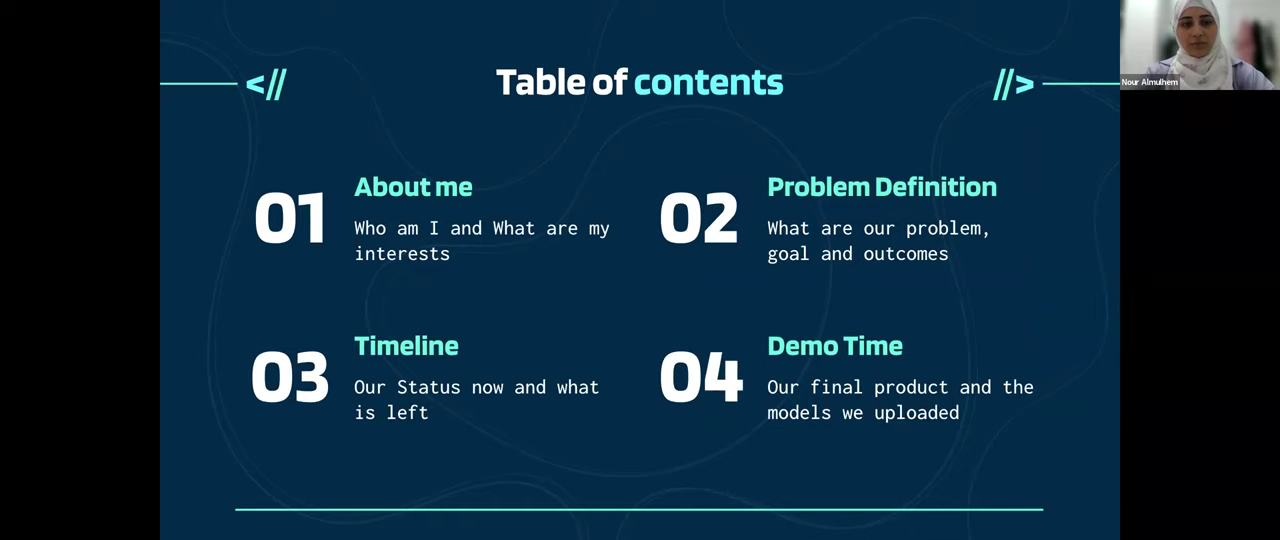 <//
Table of contents
//>
Nour Almulhem
01
About me
Who am I and What are my
interests
02
Problem Definition
What are our problem,
goal and outcomes
03
Timeline
Our Status now and what
is left
04
Demo Time
Our final product and the
models we uploaded